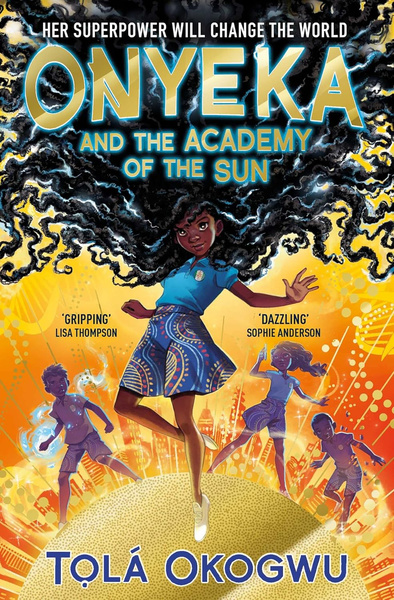 HER SUPERPOWER WILL CHANGE THE WORLD
ONYEKA
AND THE ACADEMY
OF THE SUN
'GRIPPING'
LISA THOMPSON
'DAZZLING'
SOPHIE ANDERSON
TỌLÁ OKOGWU